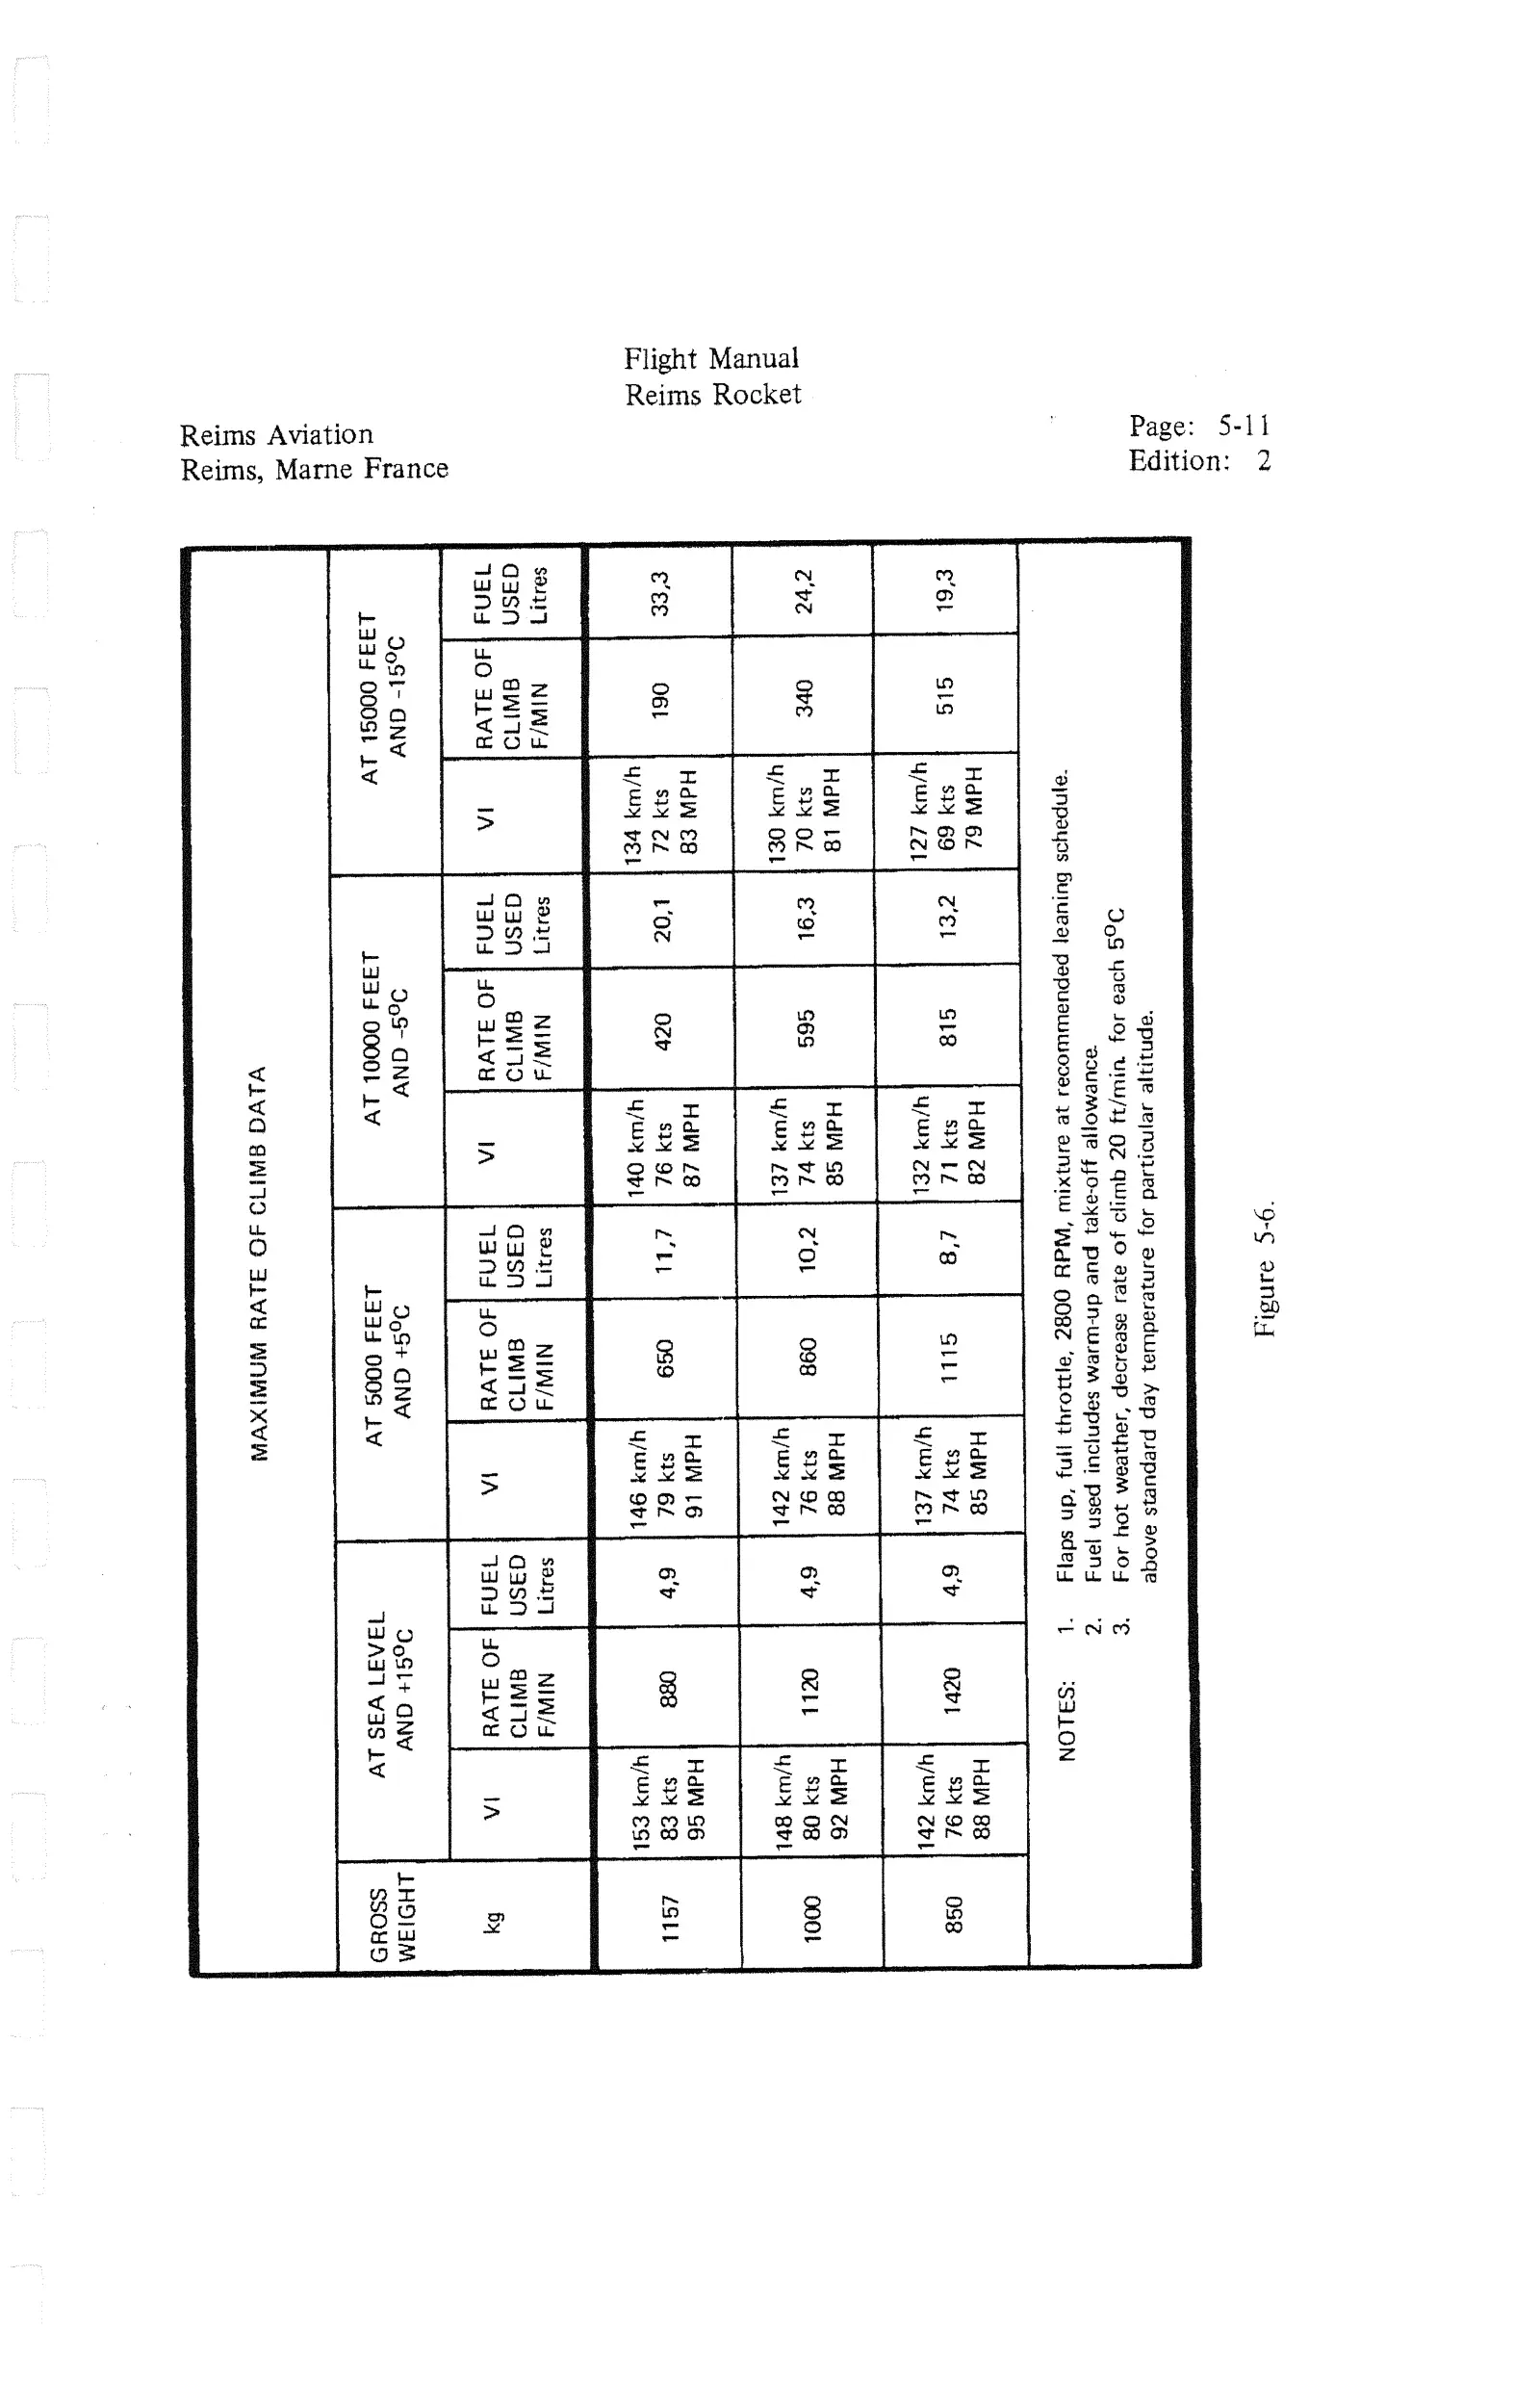 Flight Manual
Reims Rocket
Reims Aviation
Reims, Marne France
Page: 5-11
Edition: 2
MAXIMUM RATE OF CLIMB DATA
GROSS
WEIGHT
kg
AT SEA LEVEL
AND +15°C
AT 5000 FEET
AND +5°C
AT 10000 FEET
AND -5°C
AT 15000 FEET
AND -15°C
VI
RATE OF
CLIMB
F/MIN
FUEL
USED
Litres
VI
RATE OF
CLIMB
F/MIN
FUEL
USED
Litres
VI
RATE OF
CLIMB
F/MIN
FUEL
USED
Litres
VI
RATE OF
CLIMB
F/MIN
FUEL
USED
Litres
1157
153 km/h
83 kts
95 MPH
880
4,9
146 km/h
79 kts
91 MPH
650
11,7
140 km/h
76 kts
87 MPH
420
20,1
134 km/h
72 kts
83 MPH
190
33,3
1000
148 km/h
80 kts
92 MPH
1120
4,9
142 km/h
76 kts
88 MPH
860
10,2
137 km/h
74 kts
85 MPH
595
16,3
130 km/h
70 kts
81 MPH
340
24,2
850
142 km/h
76 kts
88 MPH
1420
4,9
137 km/h
74 kts
85 MPH
1115
8,7
132 km/h
71 kts
82 MPH
815
13,2
127 km/h
69 kts
79 MPH
515
19,3
NOTES: 1. Flaps up, full throttle, 2800 RPM, mixture at recommended leaning schedule.
2. Fuel used includes warm-up and take-off allowance.
3. For hot weather, decrease rate of climb 20 ft/min. for each 5°C
above standard day temperature for particular altitude.
Figure 5-6.